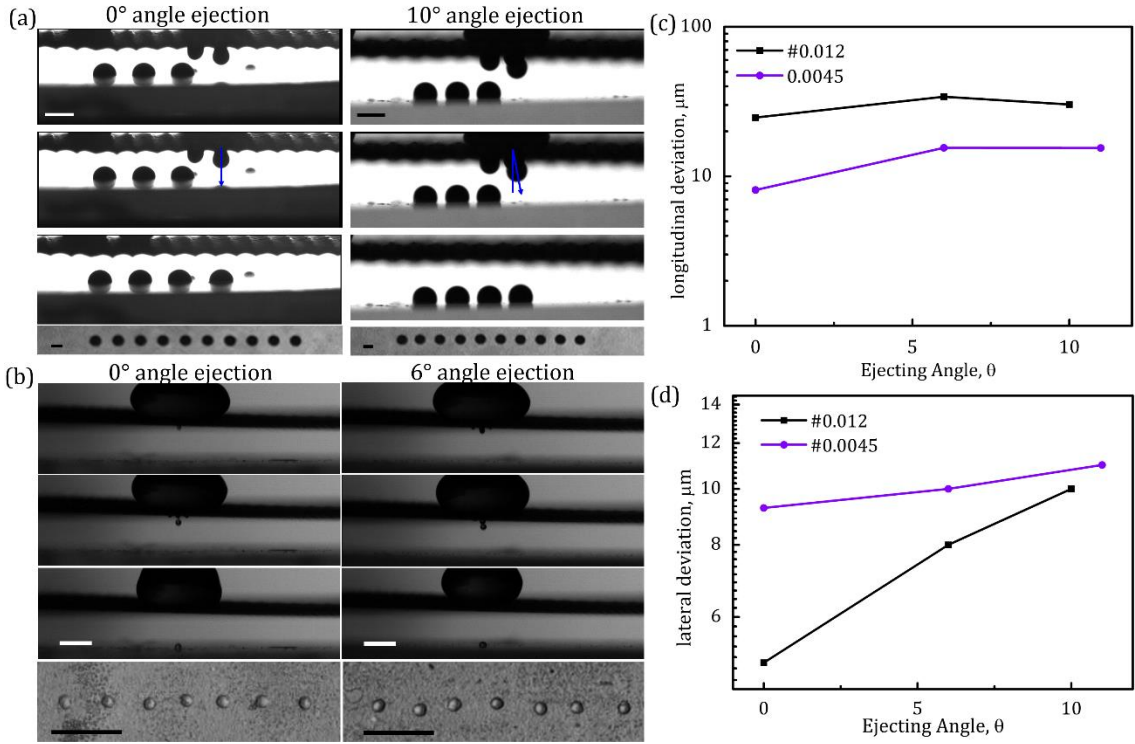 (a)
0° angle ejection
10° angle ejection
(b)
0° angle ejection
6° angle ejection
(c)
longitudinal deviation, μm
100
10
1
#0.012
0.0045
0
5
10
Ejecting Angle, θ
(d)
lateral deviation, μm
14
12
10
8
6
#0.012
#0.0045
0
5
10
Ejecting Angle, θ